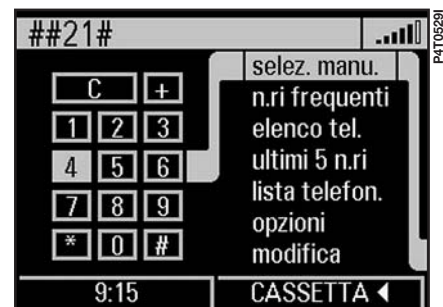 ##21#
C +
1 2 3
4 5 6
7 8 9
* 0 #
selez. manu.
n.ri frequenti
elenco tel.
ultimi 5 n.ri
lista telefon.
opzioni
modifica
9:15
CASSETTA
P4T0529I